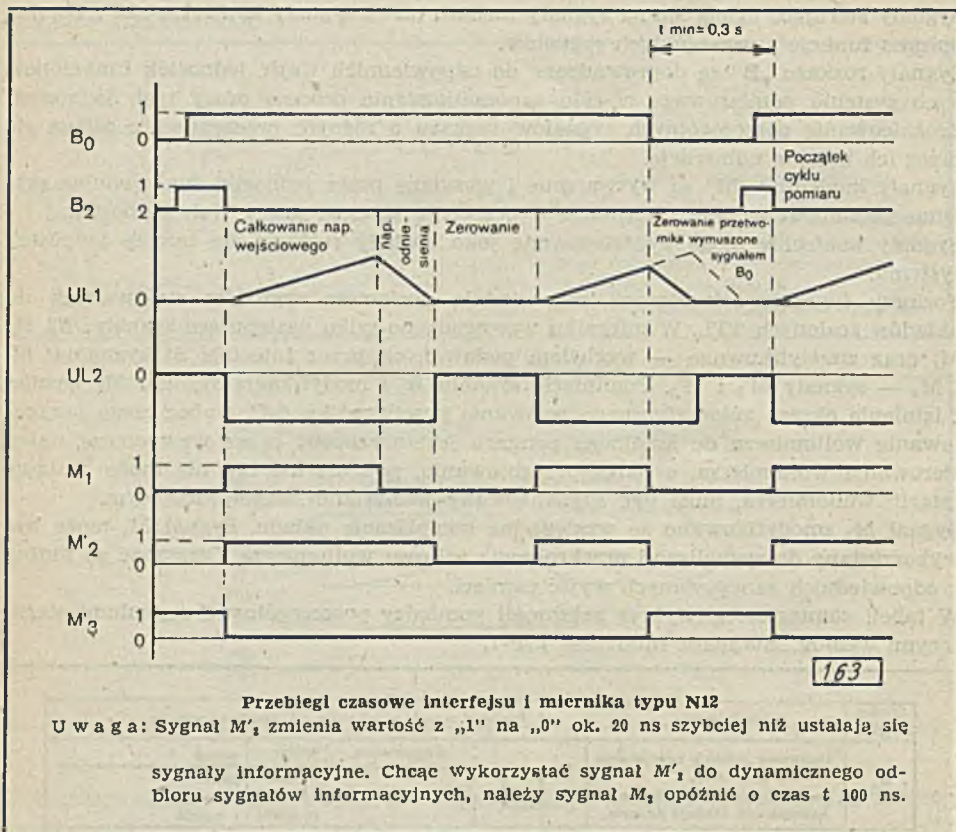 t min= 0,3 s
1
B₀ 0
Początek
cyklu
pomiaru
1
B₂ 2
Całkowanie nap.
wejściowego
nap.
odnie
sienia
Zerowanie
Zerowanie przetwo-
rnika wymuszone
sygnałem
B₀
UL1 0
UL2 0
1
M₁ 0
1
M'₂ 0
1
M'₃ 0
163
Przebiegi czasowe interfejsu i miernika typu N12
Uwaga: Sygnał M'₂ zmienia wartość z „1" na „0" ok. 20 ns szybciej niż ustalają się
sygnały informacyjne. Chcąc wykorzystać sygnał M'₂ do dynamicznego od-
bioru sygnałów informacyjnych, należy sygnał M₂ opóźnić o czas t 100 ns.